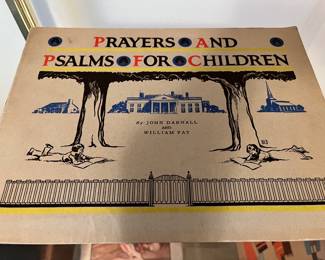 PRAYERS AND
PSALMS FOR CHILDREN
By JOHN DARNALL
AND
WILLIAM FAY